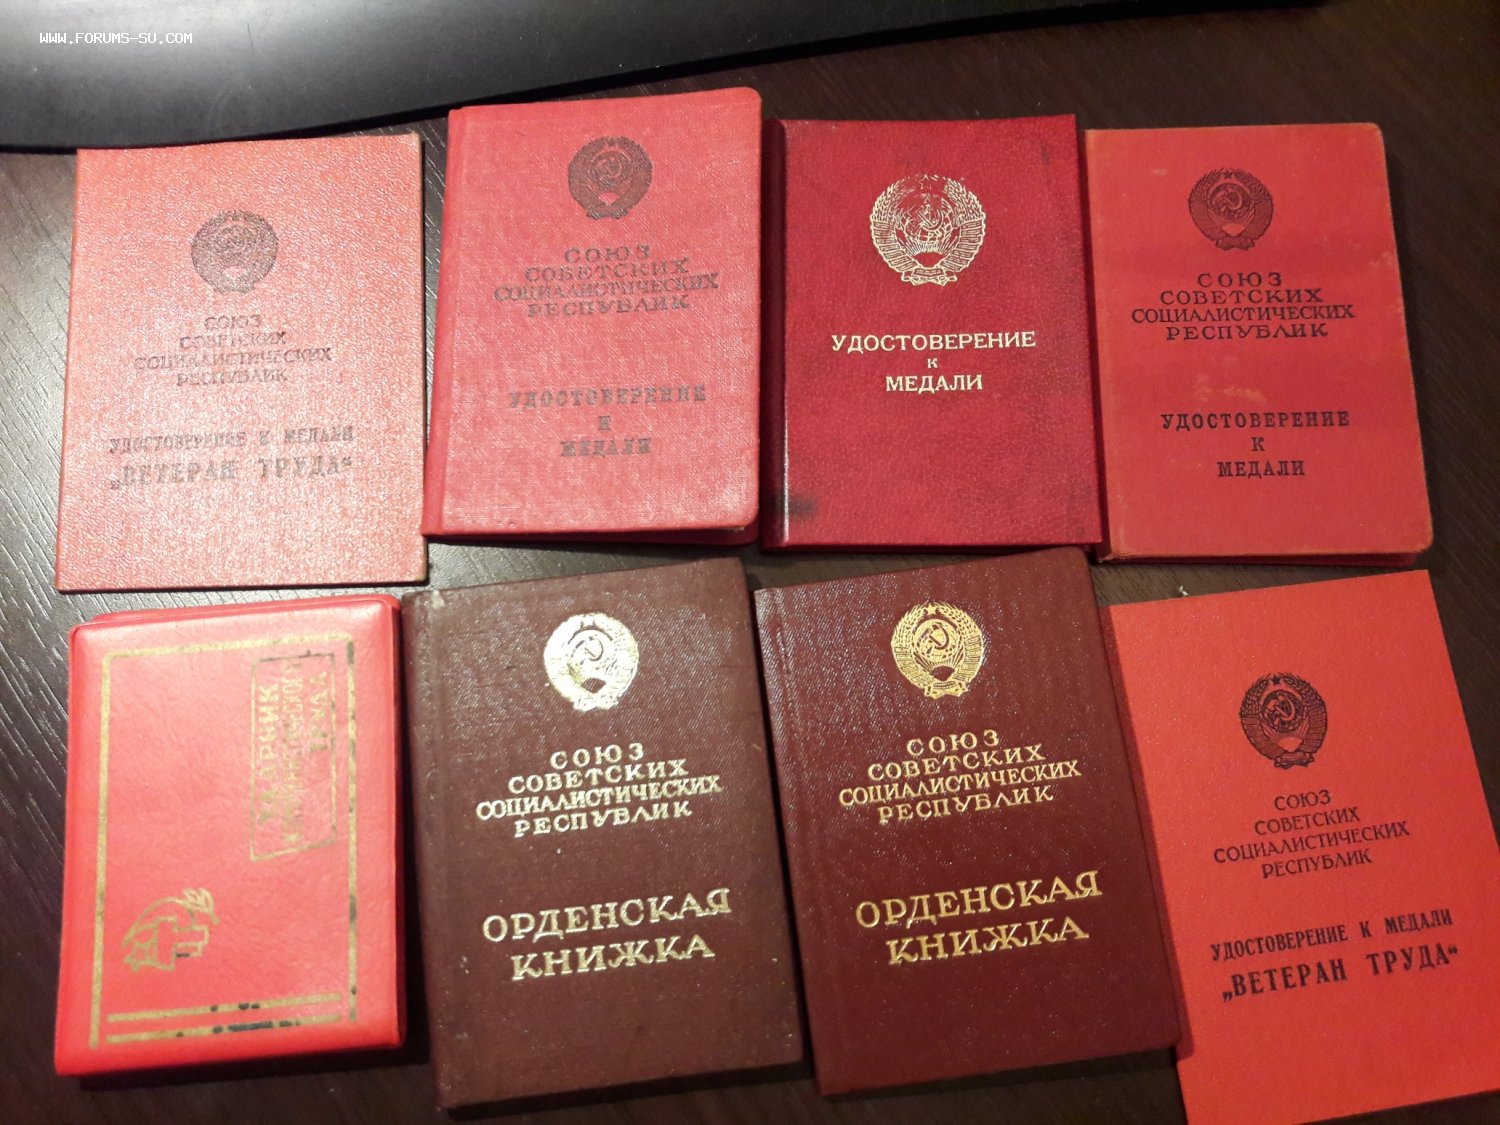 WWW.FORUMS-SU.COM
СОЮЗ
СОВЕТСКИХ
СОЦИАЛИСТИЧЕСКИХ
РЕСПУБЛИК
УДОСТОВЕРЕНИЕ К МЕДАЛИ
„ВЕТЕРАН ТРУДА“
СОЮЗ
СОВЕТСКИХ
СОЦИАЛИСТИЧЕСКИХ
РЕСПУБЛИК
УДОСТОВЕРЕНИЕ
К
МЕДАЛИ
УДОСТОВЕРЕНИЕ
К
МЕДАЛИ
СОЮЗ
СОВЕТСКИХ
СОЦИАЛИСТИЧЕСКИХ
РЕСПУБЛИК
УДОСТОВЕРЕНИЕ
К
МЕДАЛИ
УДАРНИК
КОММУНИСТИЧЕСКОГО
ТРУДА
СОЮЗ
СОВЕТСКИХ
СОЦИАЛИСТИЧЕСКИХ
РЕСПУБЛИК
ОРДЕНСКАЯ
КНИЖКА
СОЮЗ
СОВЕТСКИХ
СОЦИАЛИСТИЧЕСКИХ
РЕСПУБЛИК
ОРДЕНСКАЯ
КНИЖКА
СОЮЗ
СОВЕТСКИХ
СОЦИАЛИСТИЧЕСКИХ
РЕСПУБЛИК
УДОСТОВЕРЕНИЕ К МЕДАЛИ
„ВЕТЕРАН ТРУДА“